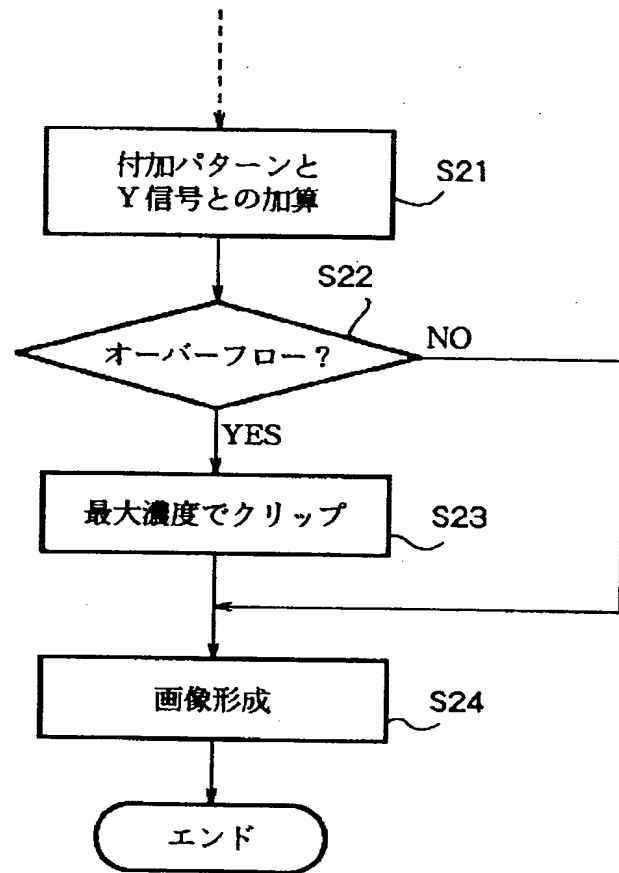 付加パターンと
Y信号との加算
S21
S22
オーバーフロー？
NO
YES
最大濃度でクリップ
S23
画像形成
S24
エンド